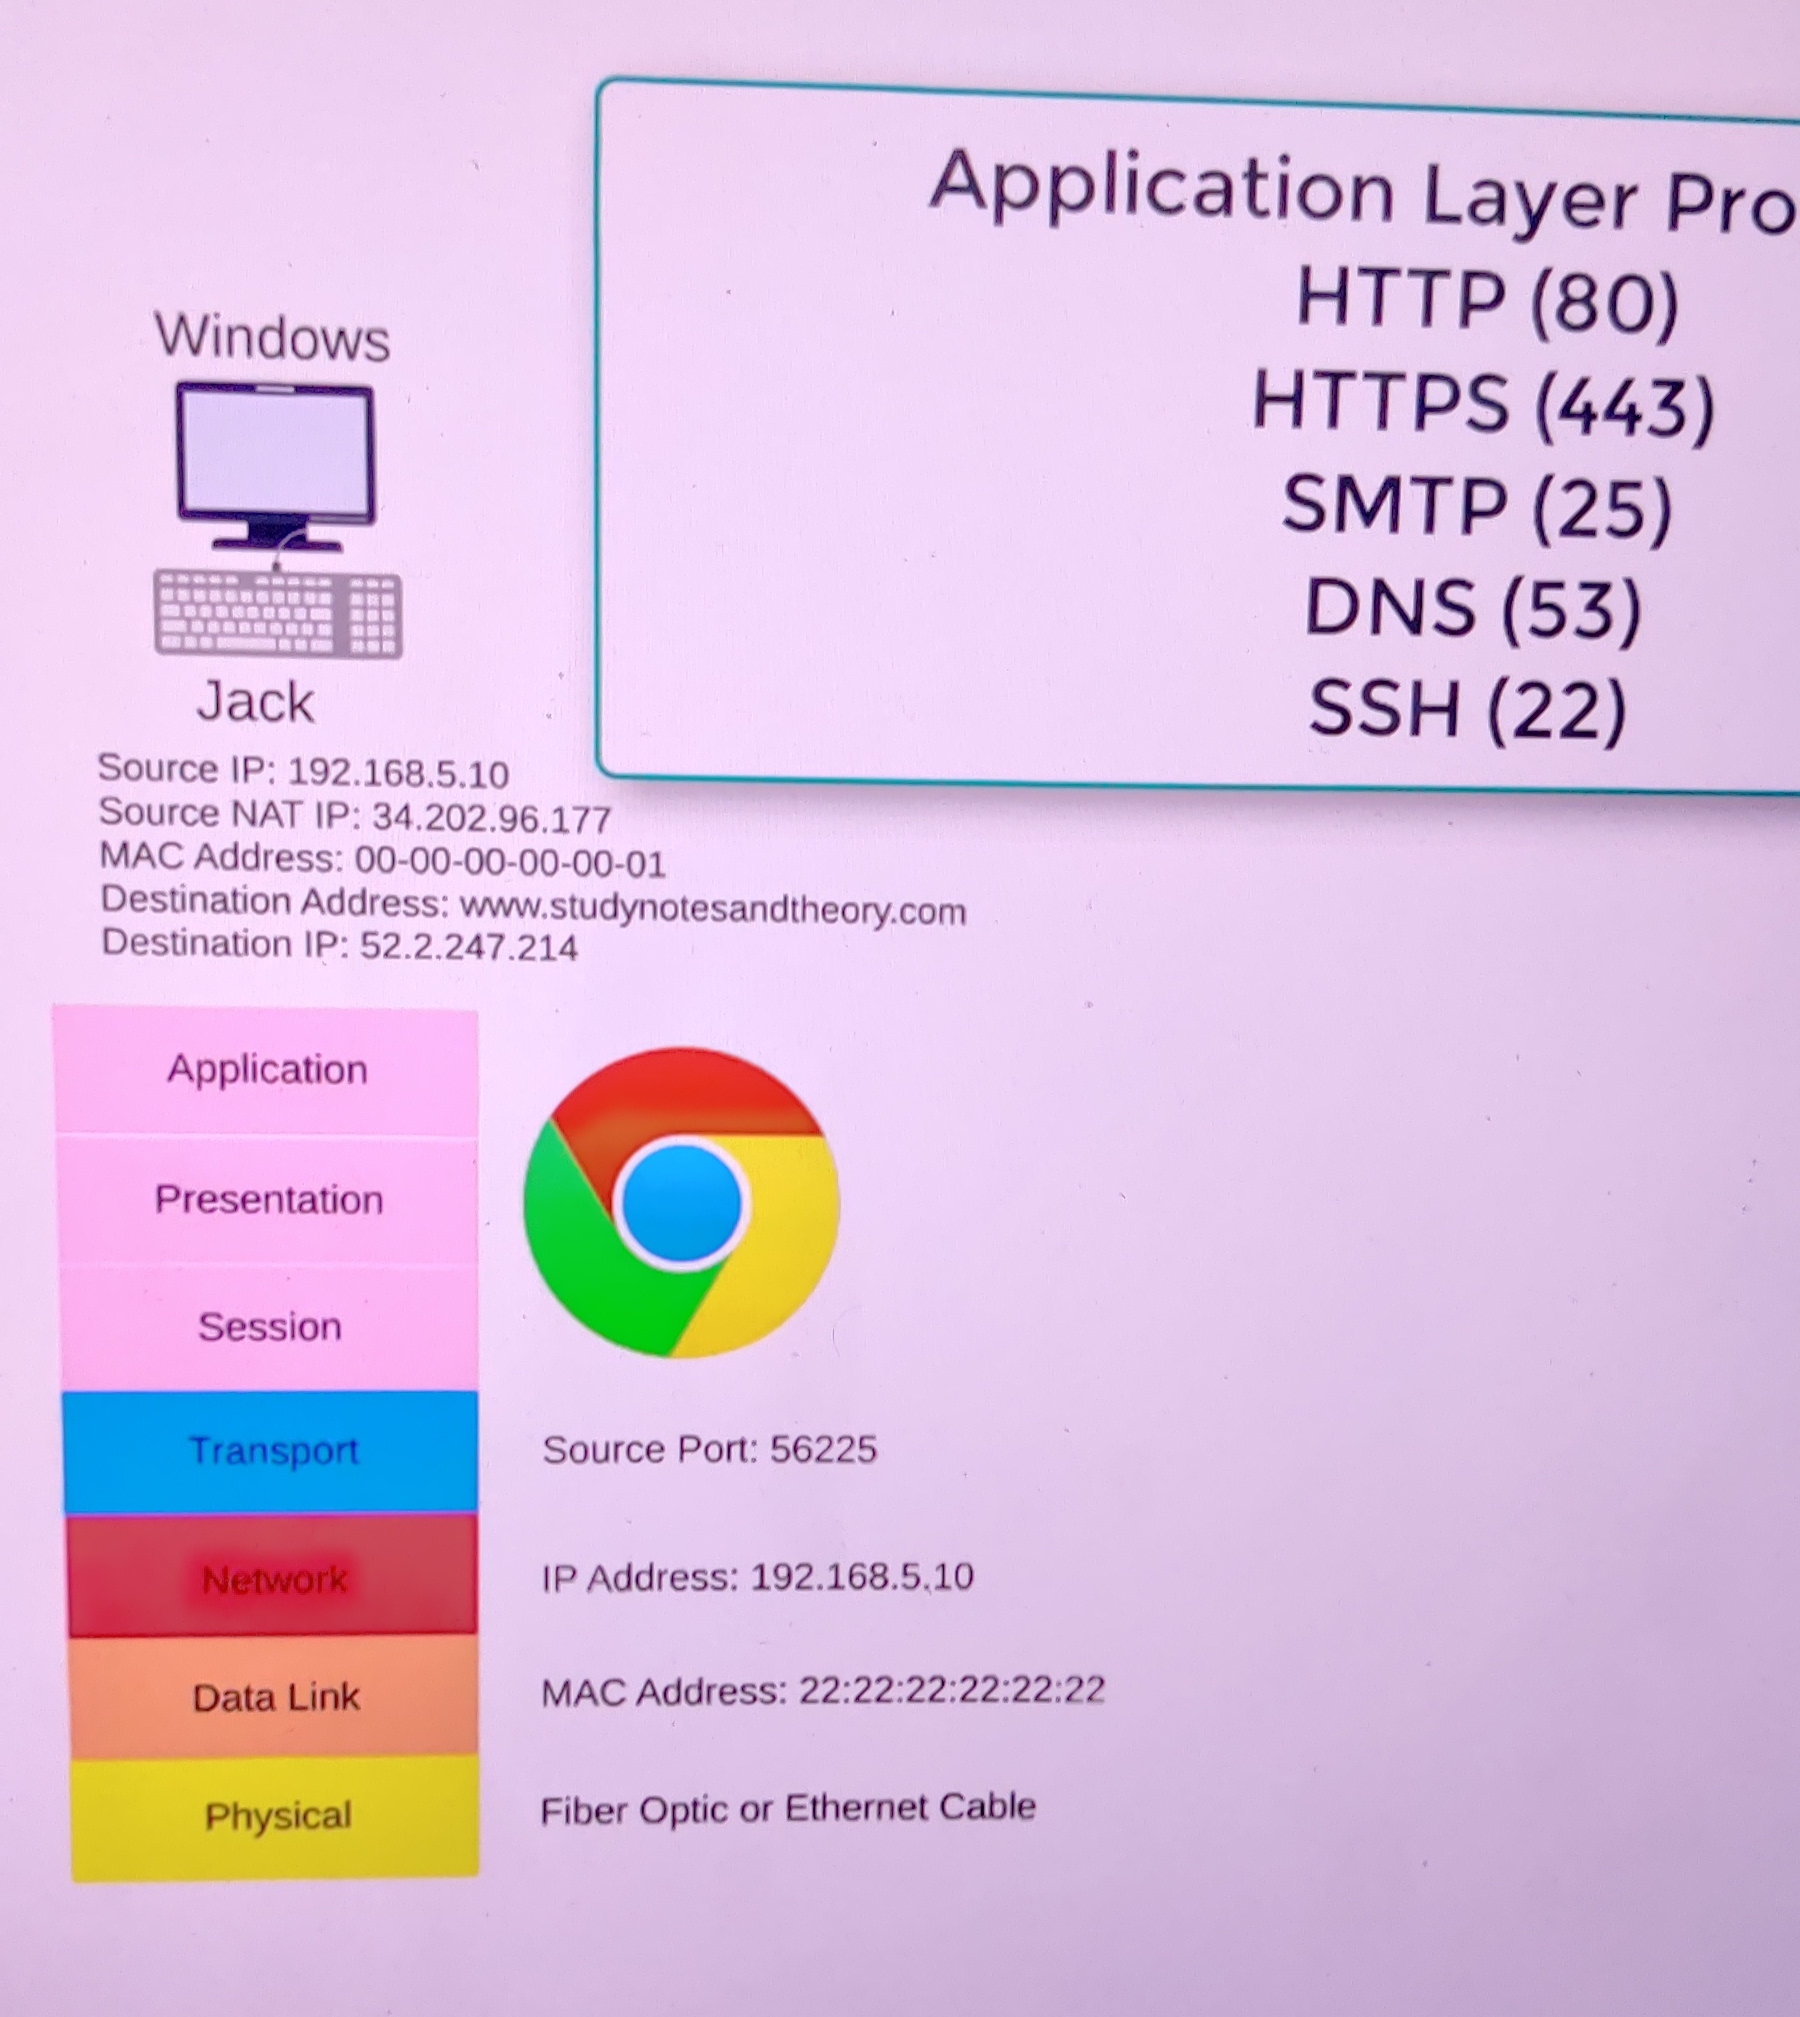 Application Layer Pro
HTTP (80)
HTTPS (443)
SMTP (25)
DNS (53)
SSH (22)
Windows
Jack
Source IP: 192.168.5.10
Source NAT IP: 34.202.96.177
MAC Address: 00-00-00-00-00-01
Destination Address: www.studynotesandtheory.com
Destination IP: 52.2.247.214
Application
Presentation
Session
Transport
Source Port: 56225
Network
IP Address: 192.168.5.10
Data Link
MAC Address: 22:22:22:22:22:22
Physical
Fiber Optic or Ethernet Cable